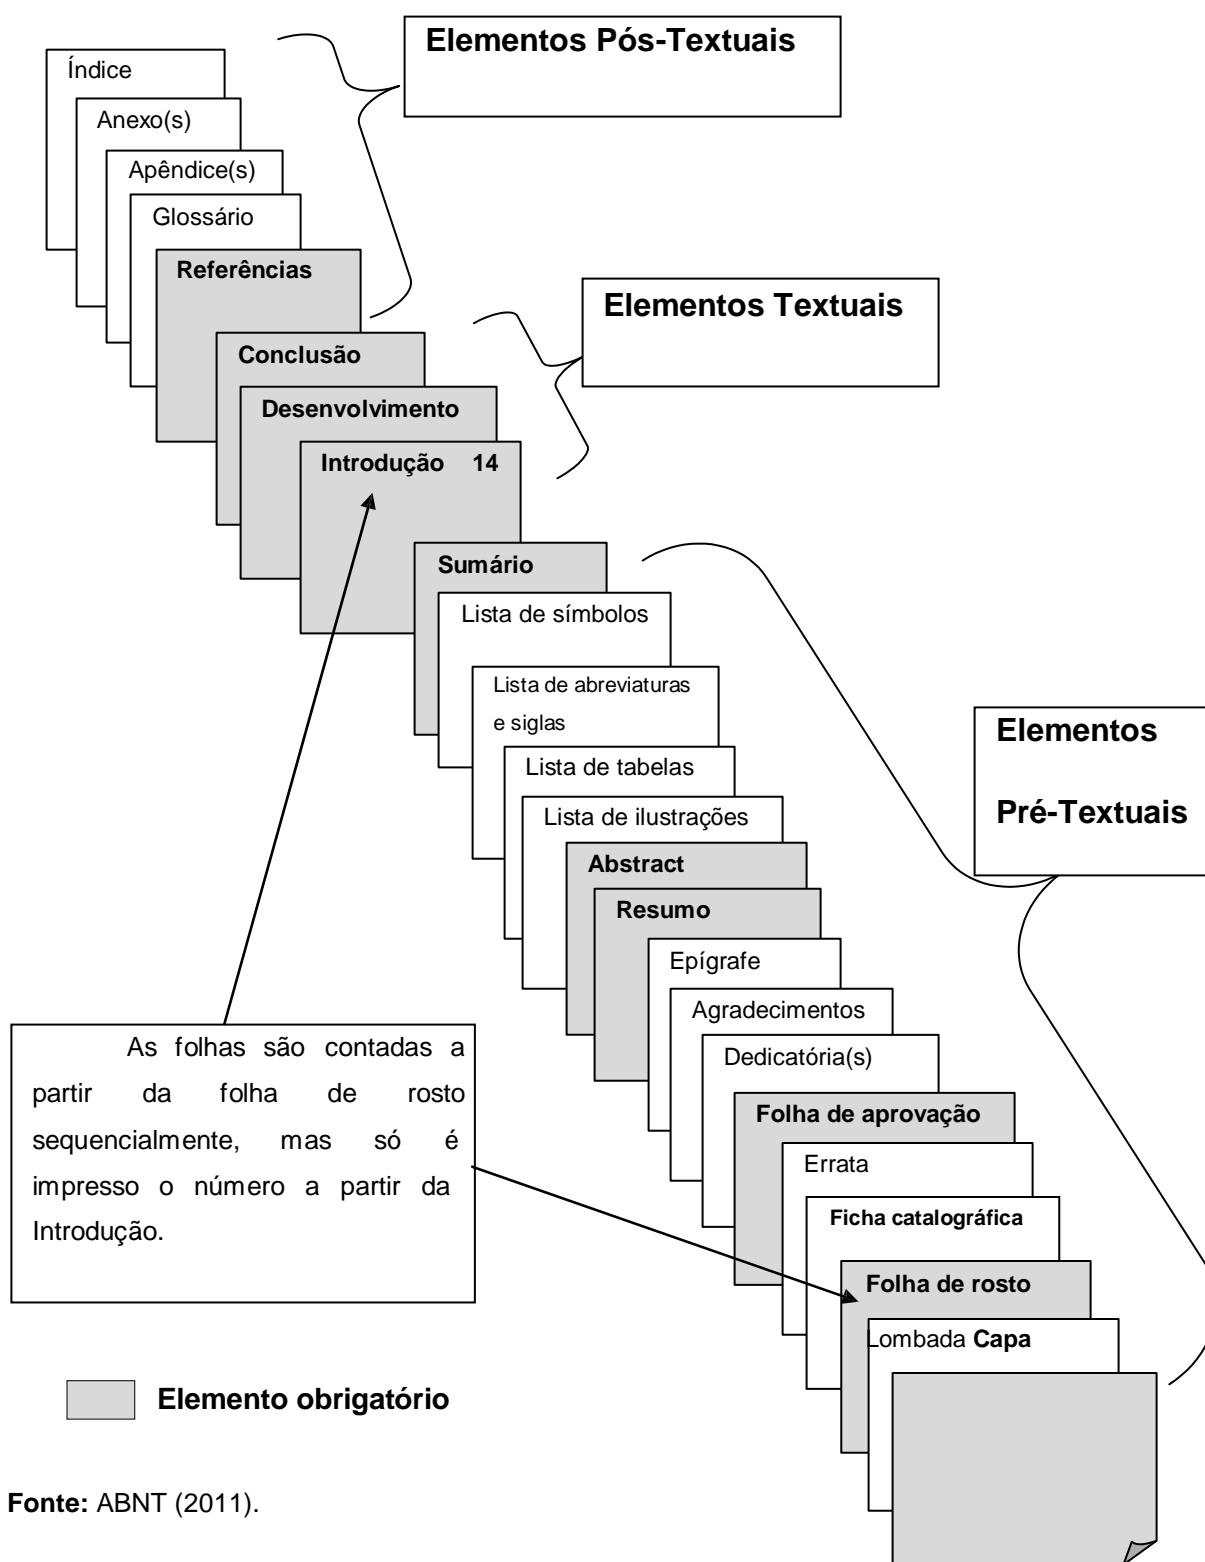 Elementos Pós-Textuais
Índice
Anexo(s)
Apêndice(s)
Glossário
Referências
Elementos Textuais
Conclusão
Desenvolvimento
Introdução 14
Sumário
Lista de símbolos
Lista de abreviaturas
e siglas
Elementos
Pré-Textuais
Lista de tabelas
Lista de ilustrações
Abstract
Resumo
Epígrafe
Agradecimentos
Dedicatória(s)
Folha de aprovação
Errata
Ficha catalográfica
Folha de rosto
Lombada Capa
As folhas são contadas a
partir da folha de rosto
sequencialmente, mas só é
impresso o número a partir da
Introdução.
Elemento obrigatório
Fonte: ABNT (2011).